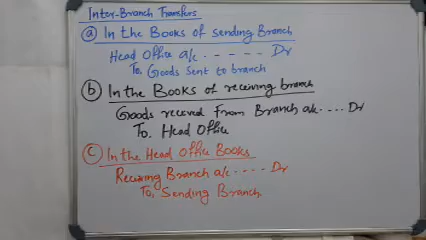 Inter-Branch Transfers
(a) In the Books of sending Branch
Head Office a/c - - - - - Dr
To Goods Sent to branch
(b) In the Books of receiving branch
Goods received From Branch a/c .... Dr
To Head Office
(c) In the Head Office Books
Receiving Branch a/c .... Dr
To, Sending Branch